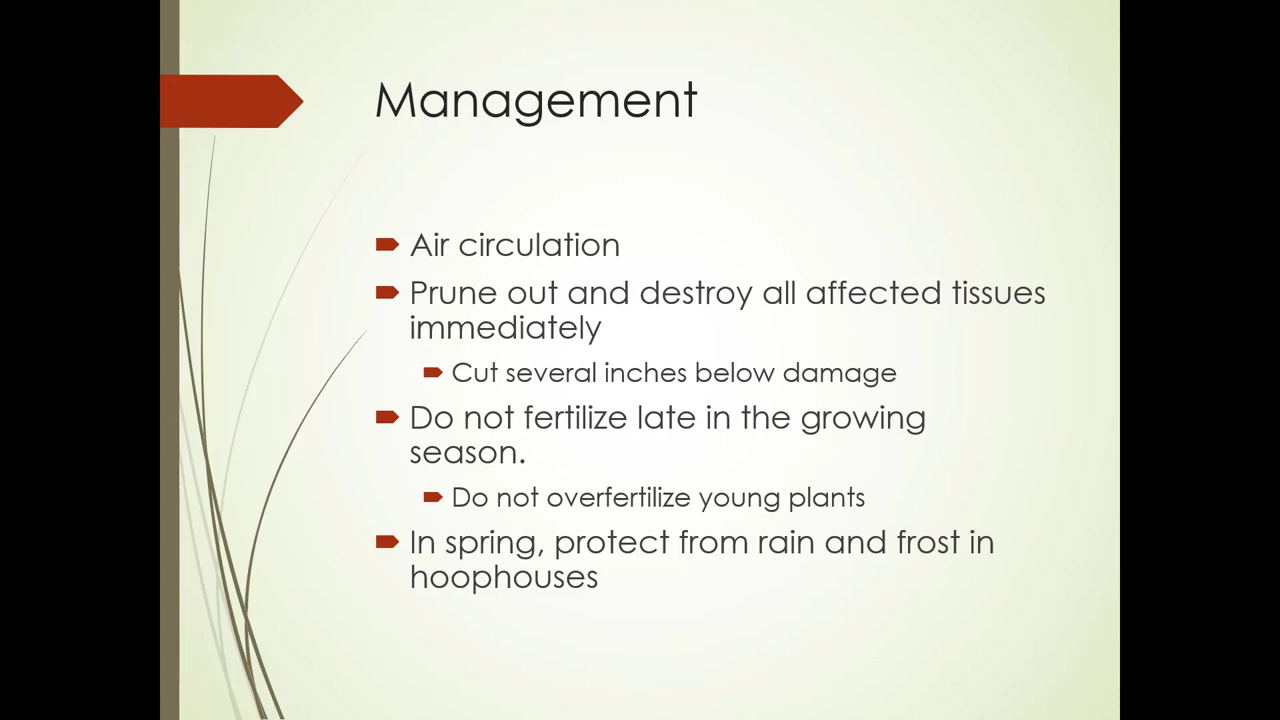 Management
Air circulation
Prune out and destroy all affected tissues
immediately
Cut several inches below damage
Do not fertilize late in the growing
season.
Do not overfertilize young plants
In spring, protect from rain and frost in
hoophouses